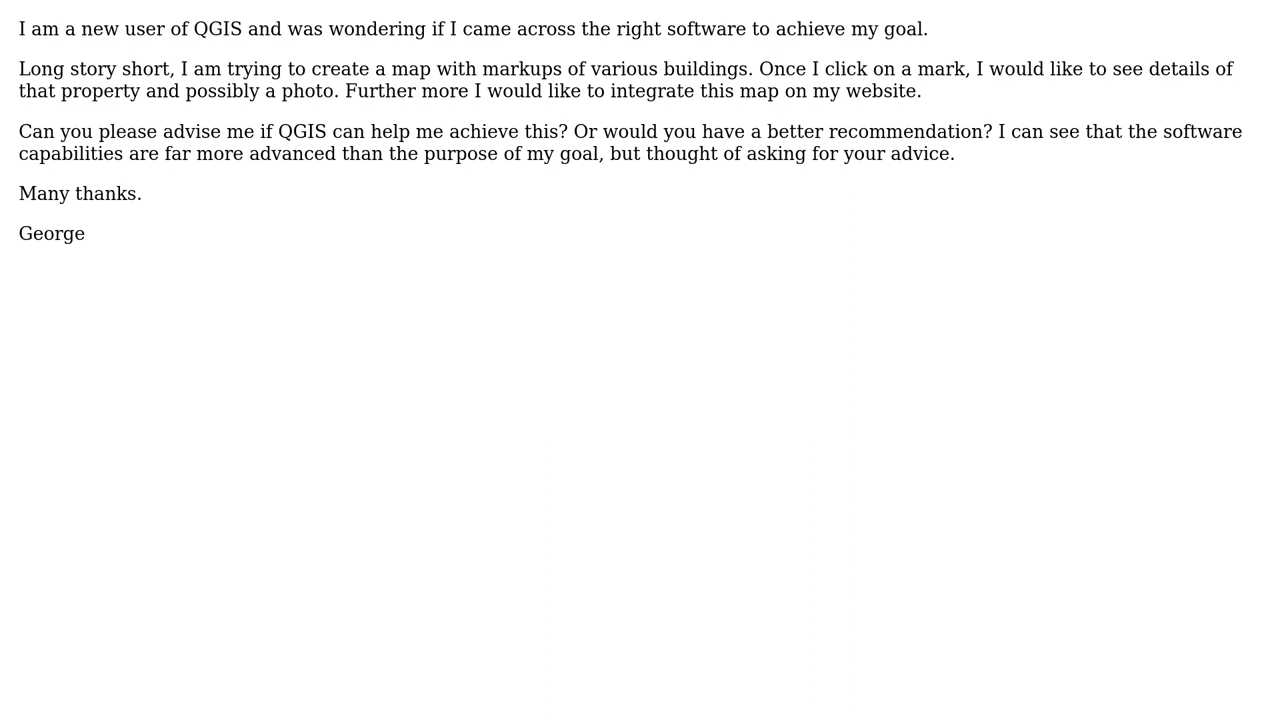 I am a new user of QGIS and was wondering if I came across the right software to achieve my goal.
Long story short, I am trying to create a map with markups of various buildings. Once I click on a mark, I would like to see details of
that property and possibly a photo. Further more I would like to integrate this map on my website.
Can you please advise me if QGIS can help me achieve this? Or would you have a better recommendation? I can see that the software
capabilities are far more advanced than the purpose of my goal, but thought of asking for your advice.
Many thanks.
George